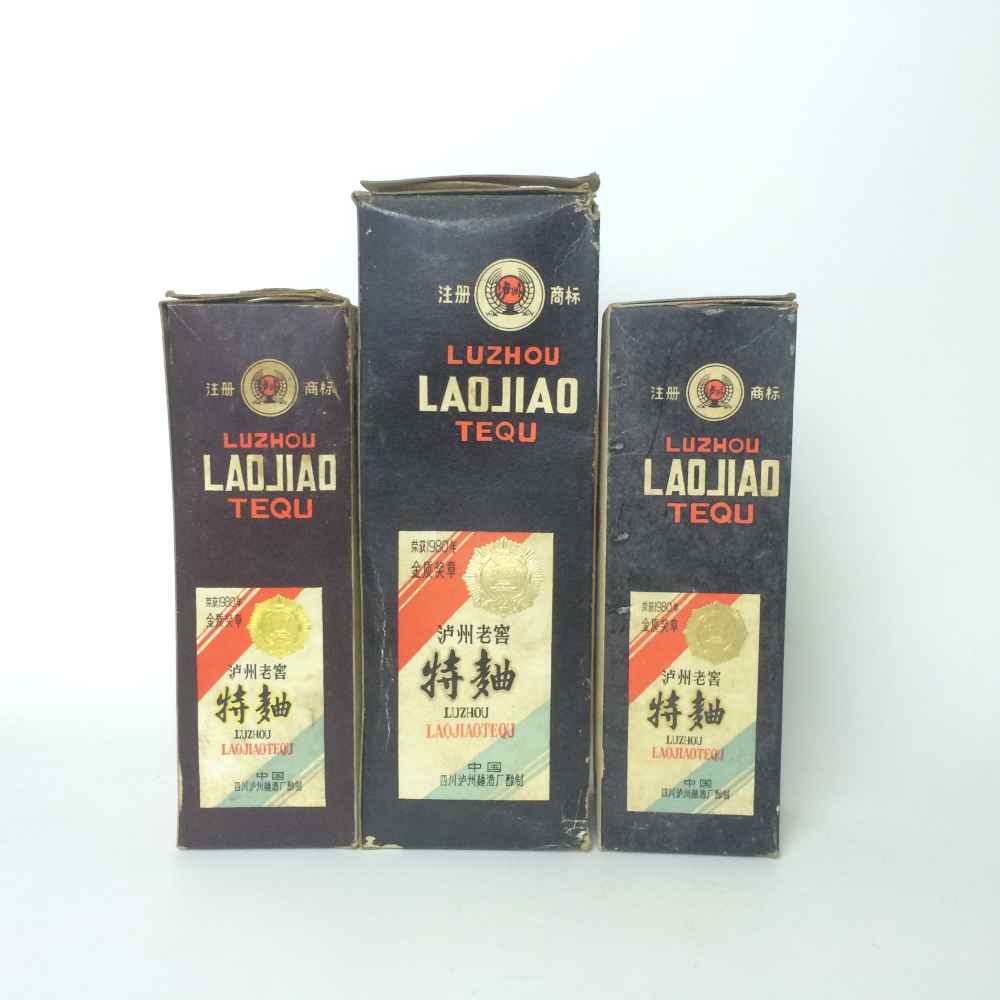 注册 商标
LUZHOU
LAOJIAO
TEQU
荣获1980年
金质奖章
泸州老窖
特麯
LUZHOU
LAOJIAOTEQU
中国
四川泸州麯酒厂酿制
注册 泸州 商标
LUZHOU
LAOJIAO
TEQU
荣获1980年
金质奖章
泸州老窖
特麯
LUZHOU
LAOJIAOTEQU
中国
四川泸州麯酒厂酿制
注册 商标
LUZHOU
LAOJIAO
TEQU
荣获1980年
金质奖章
泸州老窖
特麯
LUZHOU
LAOJIAOTEQU
中国
四川泸州麯酒厂酿制